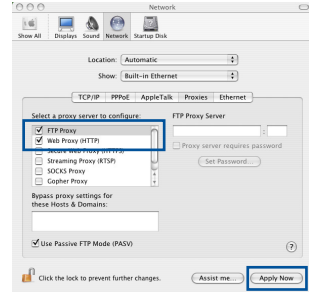 Network
Show All Displays Sound Network Startup Disk
Location: Automatic
Show: Built-in Ethernet
TCP/IP PPPoE AppleTalk Proxies Ethernet
Select a proxy server to configure: FTP Proxy Server
FTP Proxy :
Web Proxy (HTTP) Proxy server requires password
Secure Web Proxy (HTTPS)
Streaming Proxy (RTSP) Set Password...
SOCKS Proxy
Gopher Proxy
Bypass proxy settings for
these Hosts & Domains:
Use Passive FTP Mode (PASV) ?
Click the lock to prevent further changes. Assist me... Apply Now